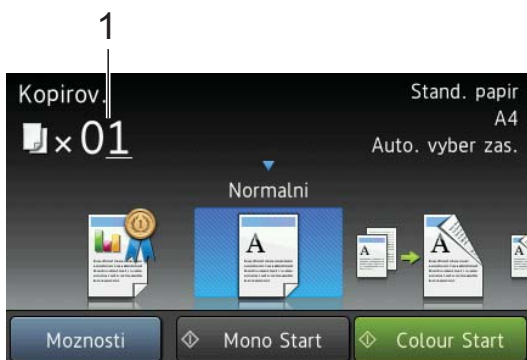 1
Kopirov.
×01
Stand. papir
A4
Auto. vyber zas.
Normalni
A
A
A
A
Moznosti
Mono Start
Colour Start